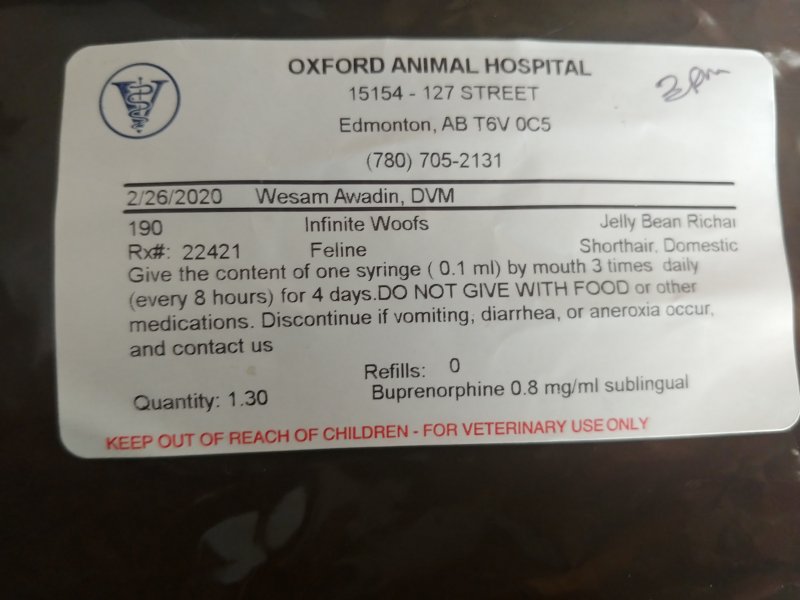 OXFORD ANIMAL HOSPITAL
15154 - 127 STREET
Edmonton, AB T6V 0C5
(780) 705-2131
3pm
2/26/2020 Wesam Awadin, DVM
190 Infinite Woofs Jelly Bean Richar
Rx#: 22421 Feline Shorthair, Domestic
Give the content of one syringe ( 0.1 ml) by mouth 3 times daily
(every 8 hours) for 4 days.DO NOT GIVE WITH FOOD or other
medications. Discontinue if vomiting, diarrhea, or aneroxia occur,
and contact us
Refills: 0
Quantity: 1.30 Buprenorphine 0.8 mg/ml sublingual
KEEP OUT OF REACH OF CHILDREN - FOR VETERINARY USE ONLY